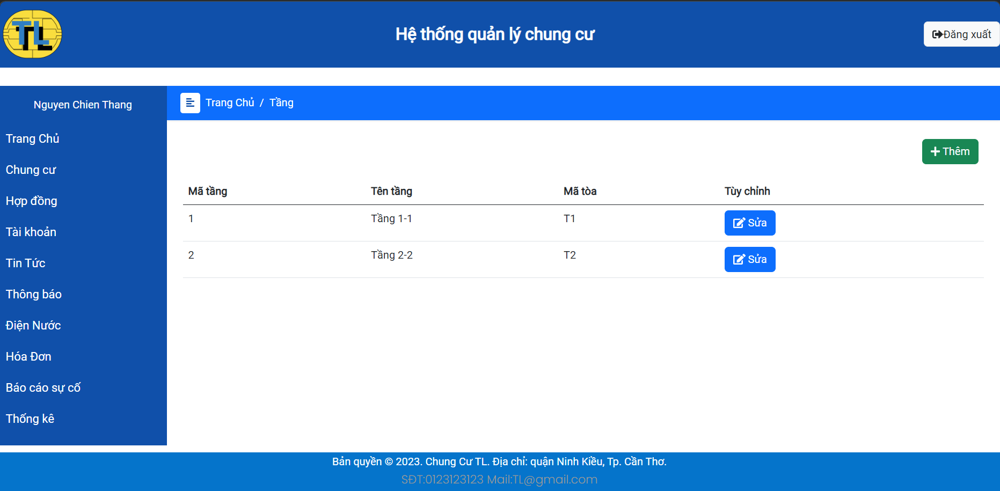 TL
Hệ thống quản lý chung cư
Đăng xuất
Nguyen Chien Thang
Trang Chủ / Tầng
Trang Chủ
Chung cư
Hợp đồng
Tài khoản
Tin Tức
Thông báo
Điện Nước
Hóa Đơn
Báo cáo sự cố
Thống kê
Thêm
Mã tầng Tên tầng Mã tòa Tùy chỉnh
1 Tầng 1-1 T1 Sửa
2 Tầng 2-2 T2 Sửa
Bản quyền © 2023. Chung Cư TL. Địa chỉ: quận Ninh Kiều, Tp. Cần Thơ.
SĐT:0123123123 Mail:TL@gmail.com